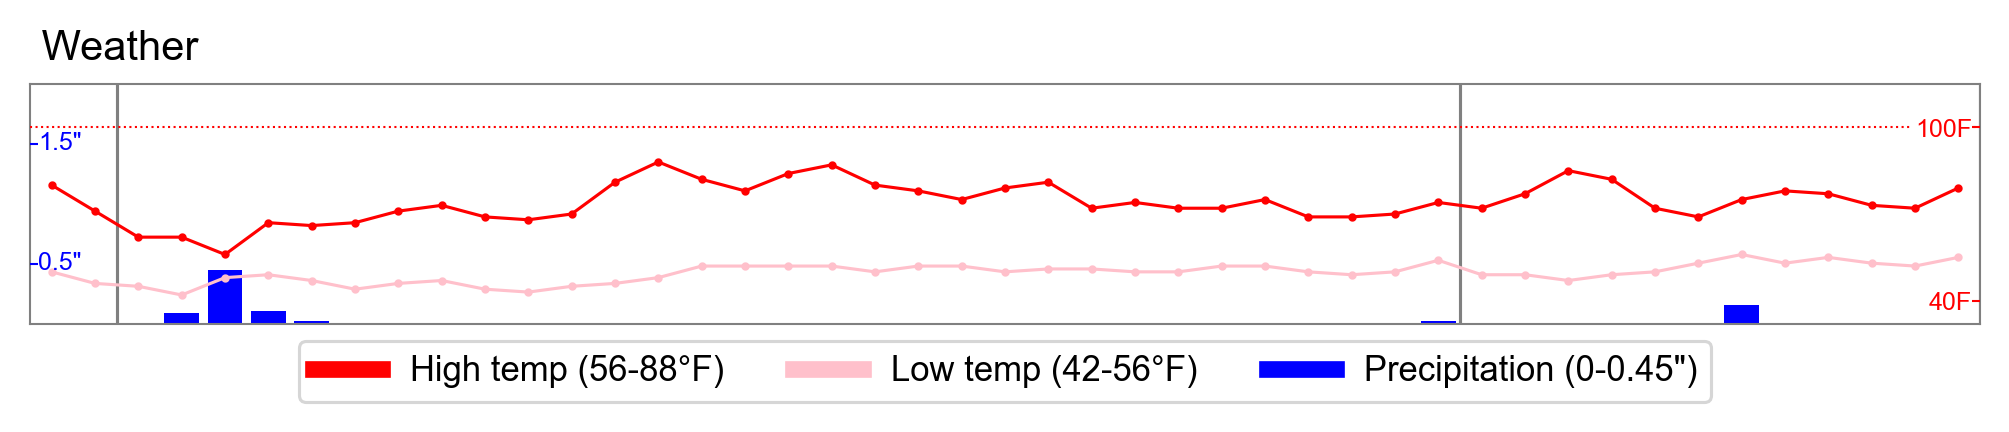 Weather
1.5"
100F
0.5"
40F
High temp (56-88°F) Low temp (42-56°F) Precipitation (0-0.45")